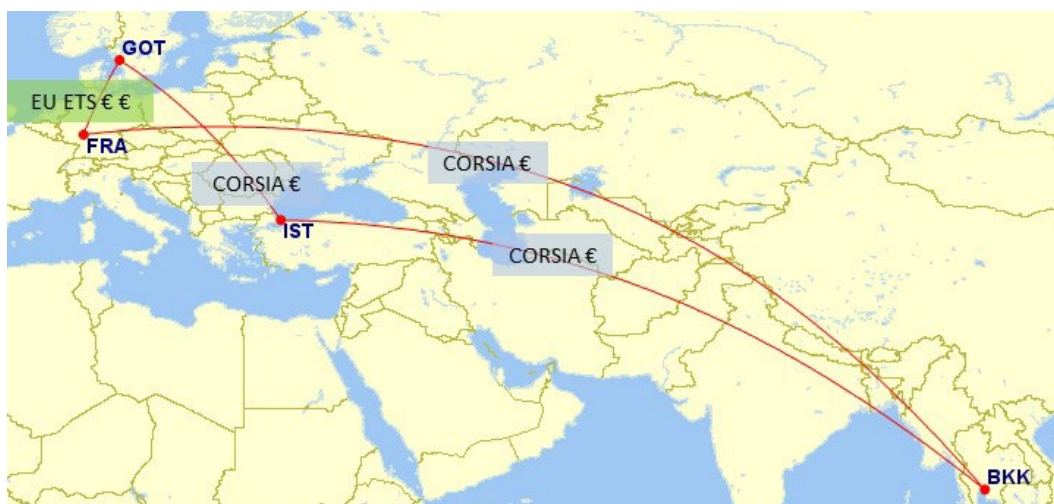 GOT
EU ETS € €
FRA
CORSIA €
CORSIA €
IST
CORSIA €
BKK